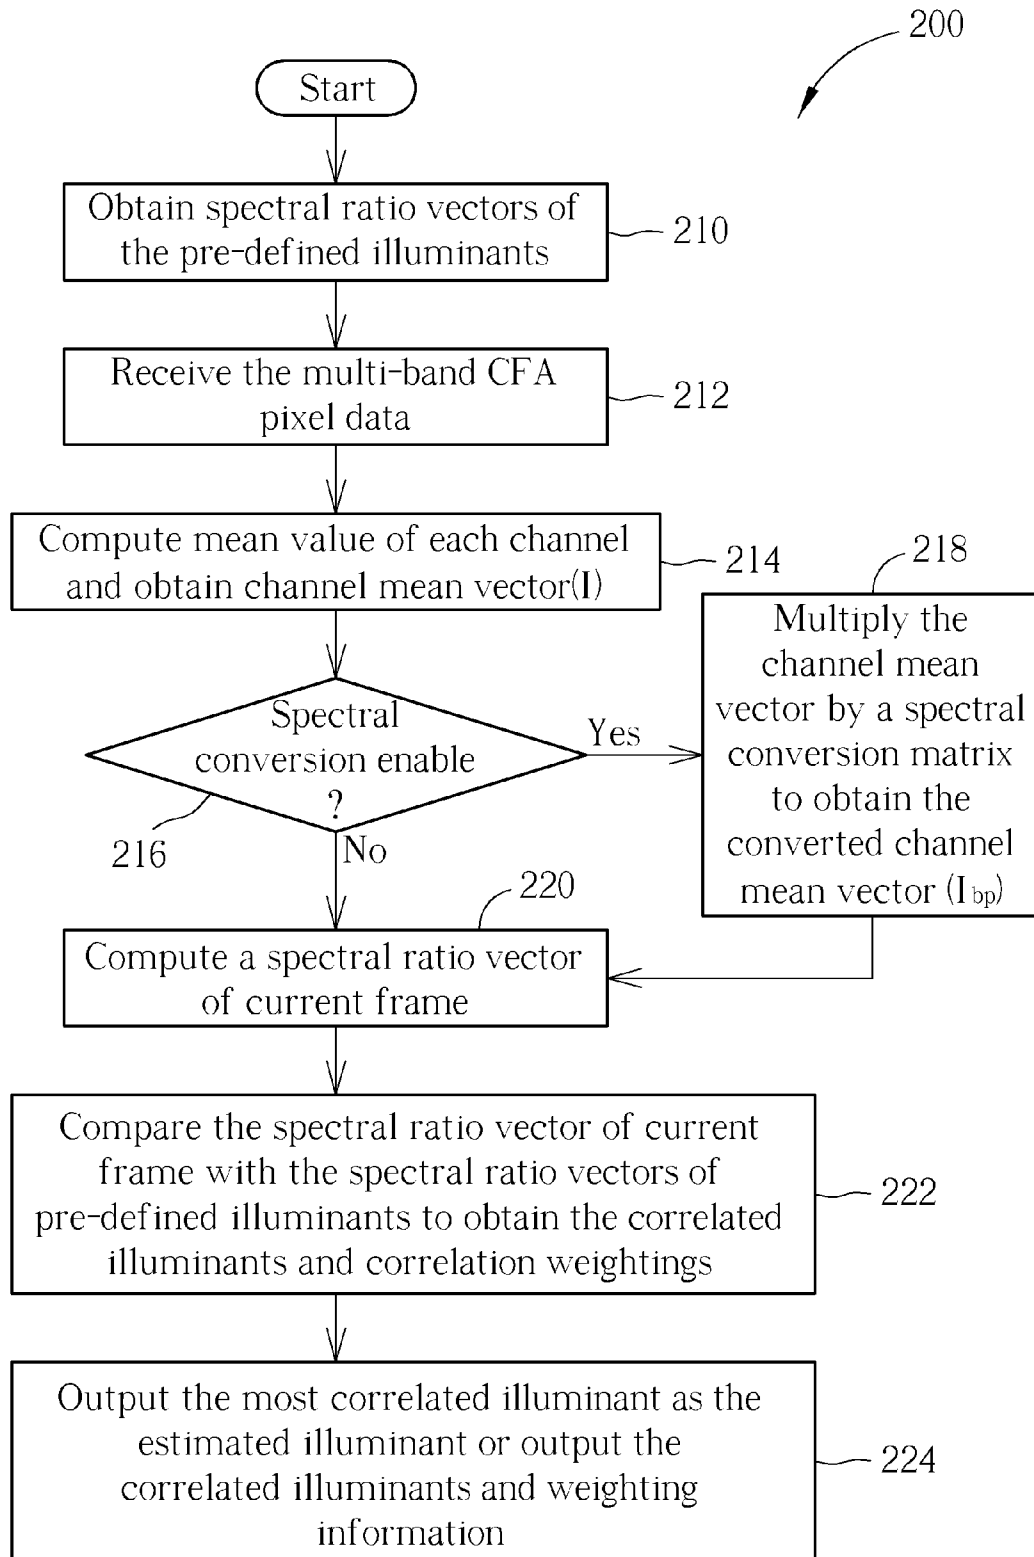 200
Start
Obtain spectral ratio vectors of
the pre-defined illuminants
210
Receive the multi-band CFA
pixel data
212
Compute mean value of each channel
and obtain channel mean vector(I)
214
218
Multiply the
channel mean
vector by a spectral
conversion matrix
to obtain the
converted channel
mean vector (Ibp)
Spectral
conversion enable
?
Yes
216
No
220
Compute a spectral ratio vector
of current frame
Compare the spectral ratio vector of current
frame with the spectral ratio vectors of
pre-defined illuminants to obtain the correlated
illuminants and correlation weightings
222
Output the most correlated illuminant as the
estimated illuminant or output the
correlated illuminants and weighting
information
224